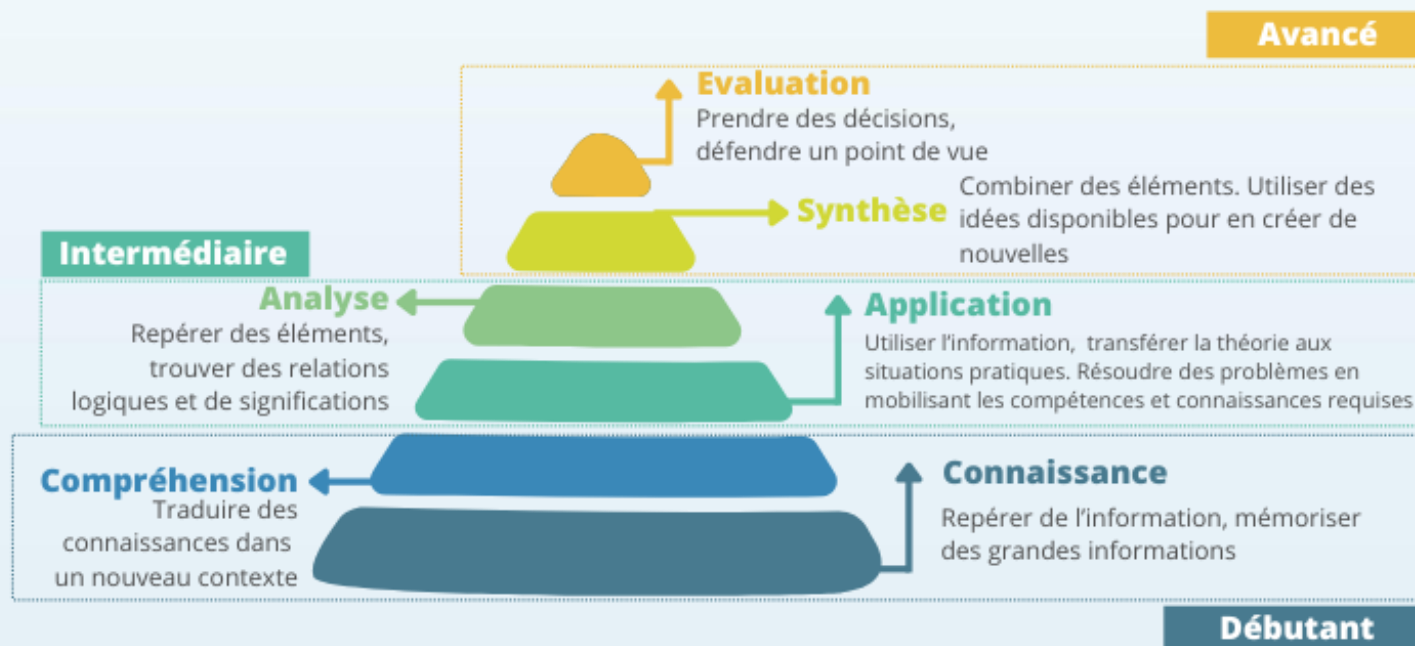 Avancé
Evaluation
Prendre des décisions,
défendre un point de vue
Synthèse
Combiner des éléments. Utiliser des
idées disponibles pour en créer de
nouvelles
Intermédiaire
Analyse
Repérer des éléments,
trouver des relations
logiques et de significations
Application
Utiliser l'information, transférer la théorie aux
situations pratiques. Résoudre des problèmes en
mobilisant les compétences et connaissances requises
Compréhension
Traduire des
connaissances dans
un nouveau contexte
Connaissance
Repérer de l'information, mémoriser
des grandes informations
Débutant